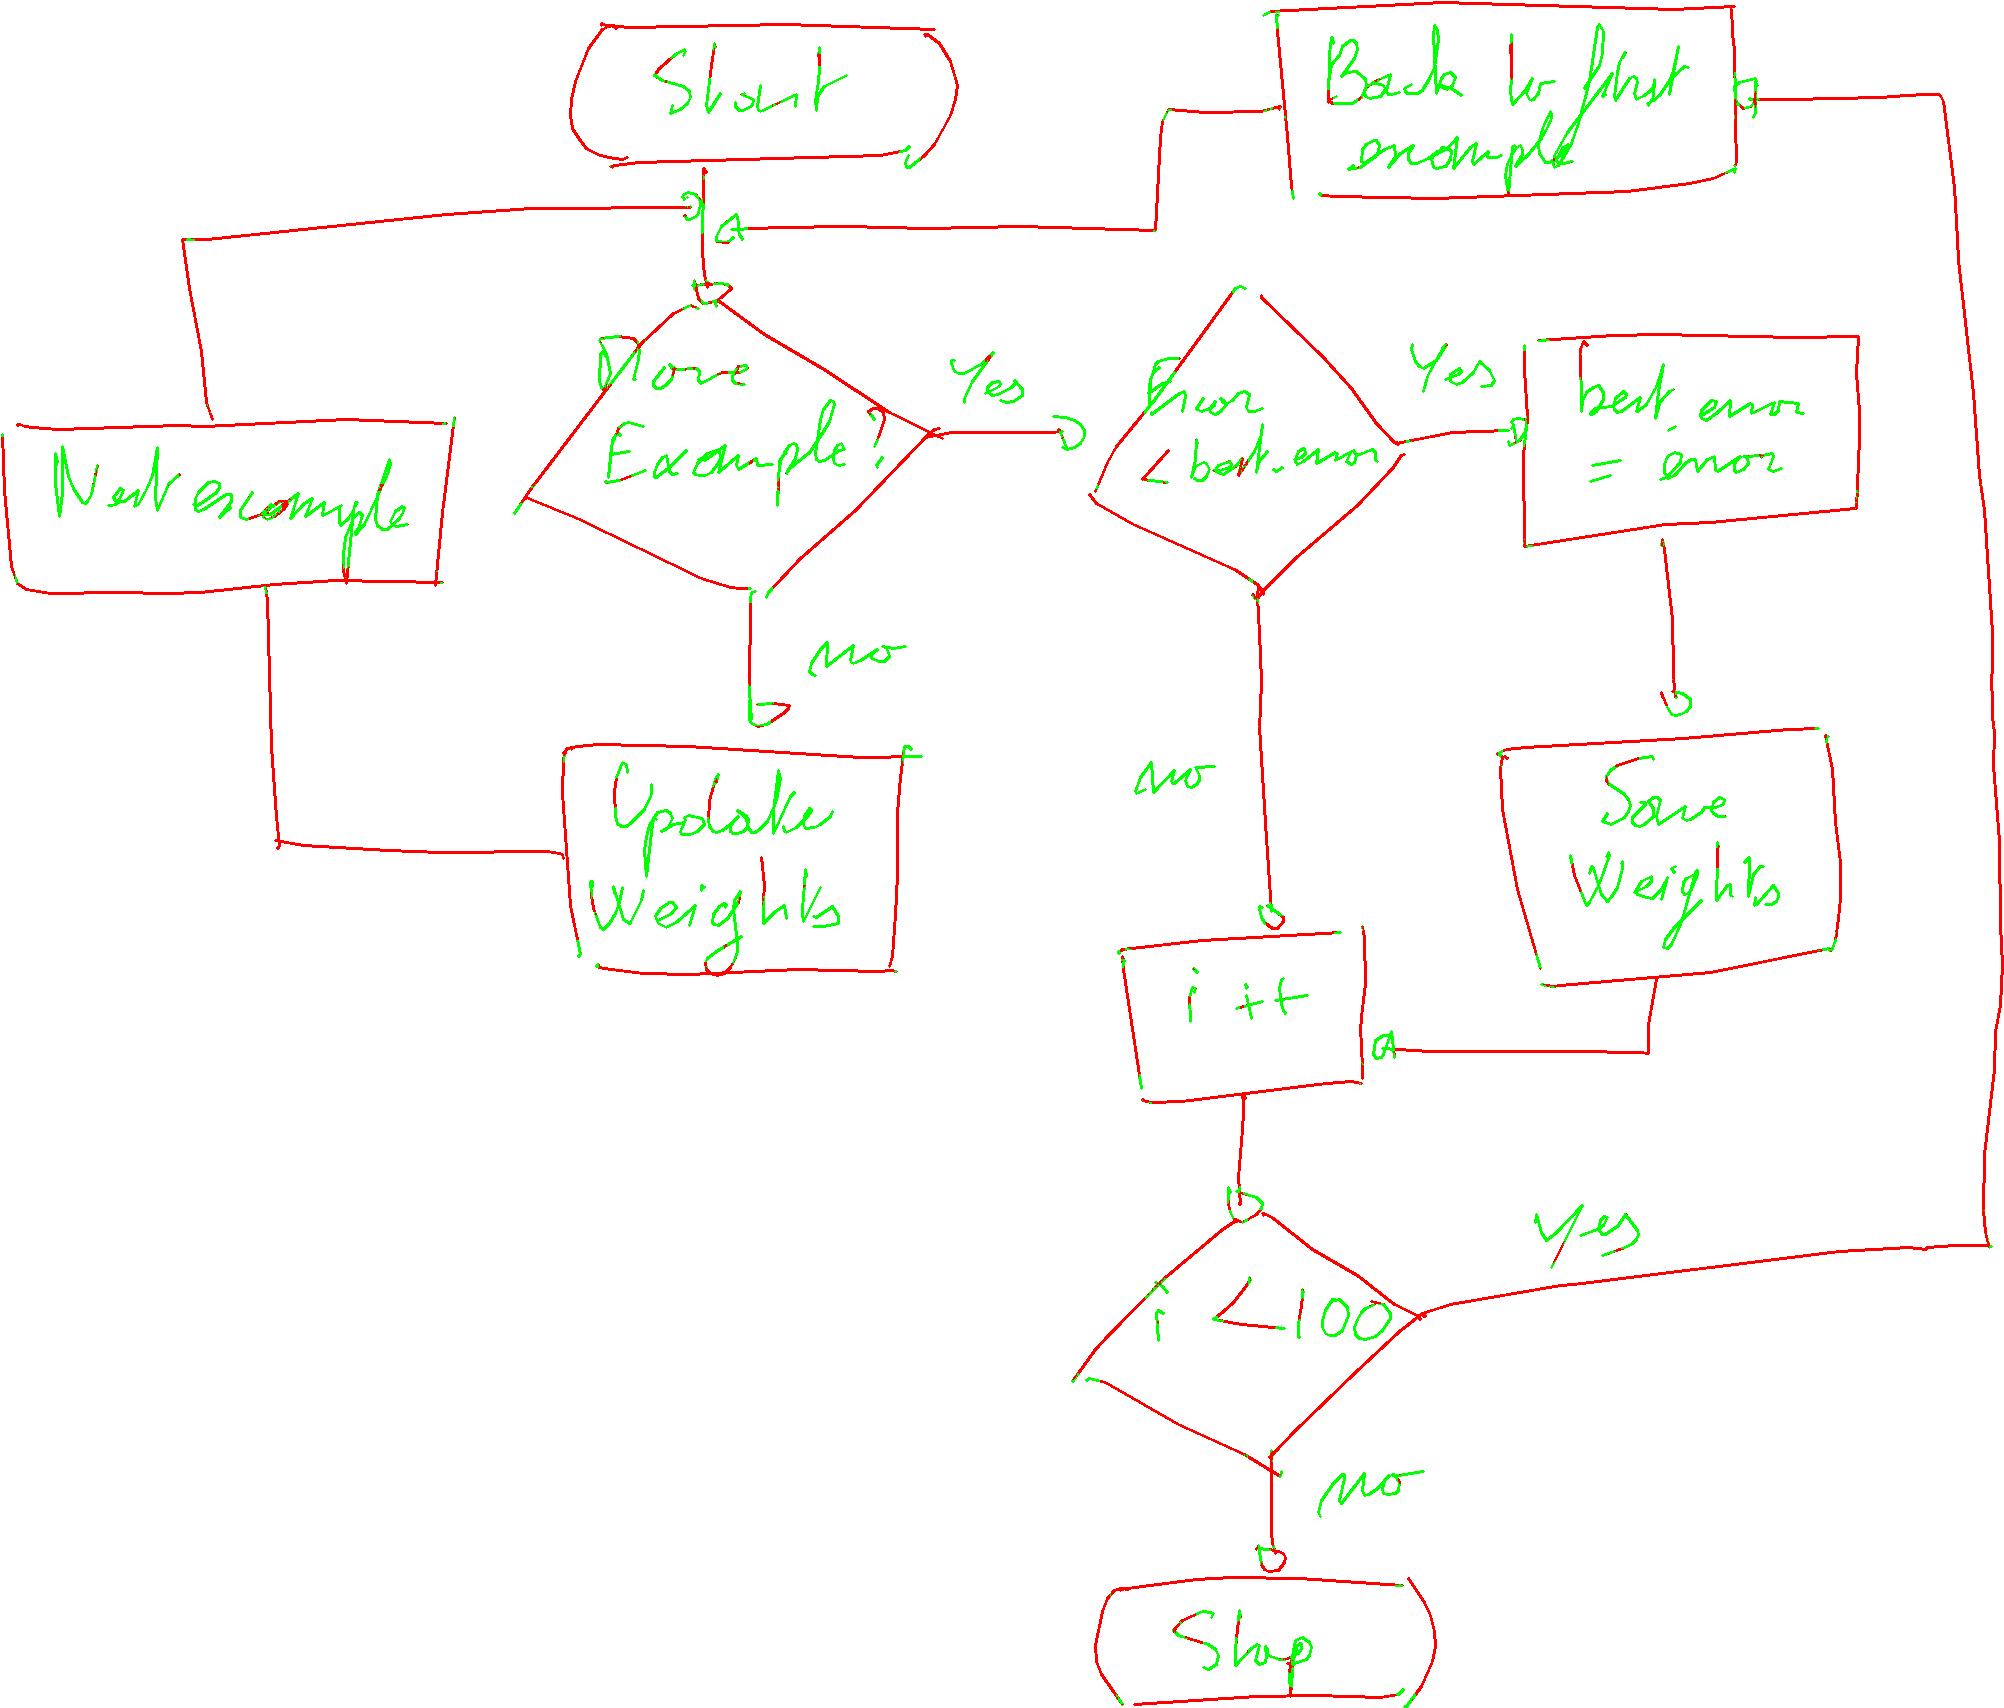 Start
Back to first
example
More
Example?
Yes
Error
< best_error
Yes
best_error
= error
Next example
no
Update
Weights
no
Save
Weights
i ++
i < 100
Yes
no
Stop